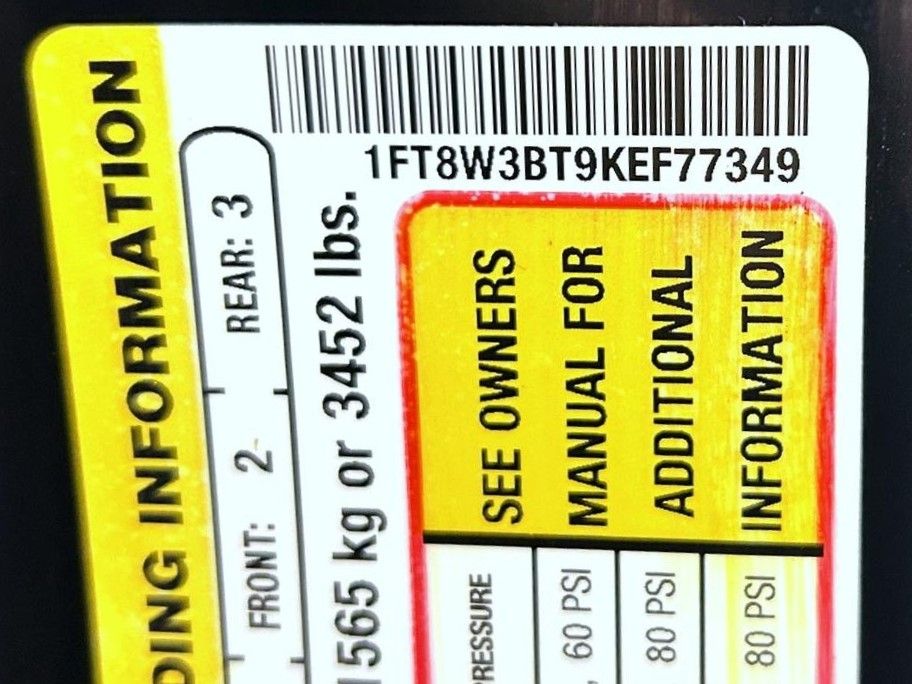 1FT8W3BT9KEF77349
DING INFORMATION
FRONT: 2 REAR: 3
1565 kg or 3452 lbs.
PRESSURE SEE OWNERS
60 PSI MANUAL FOR
80 PSI ADDITIONAL
80 PSI INFORMATION